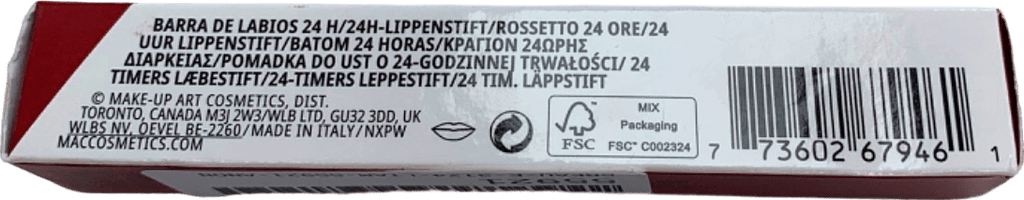 BARRA DE LABIOS 24 H/24H-LIPPENSTIFT/ROSSETTO 24 ORE/24
UUR LIPPENSTIFT/BATOM 24 HORAS/ΚΡΑΓΙΟΝ 24ΩΡΗΣ
ΔΙΑΡΚΕΙΑΣ/POMADKA DO UST O 24-GODZINNEJ TRWAŁOŚCI/ 24
TIMERS LÆBESTIFT/24-TIMERS LEPPESTIFT/24 TIM. LÄPPSTIFT
© MAKE-UP ART COSMETICS, DIST.
TORONTO, CANADA M3J 2W3/WLB LTD, GU32 3DD, UK
WLBS NV, OEVEL BE-2260/MADE IN ITALY/NXPW
MACCOSMETICS.COM
FSC
MIX
Packaging
FSC® C002324
7 73602 67946 1